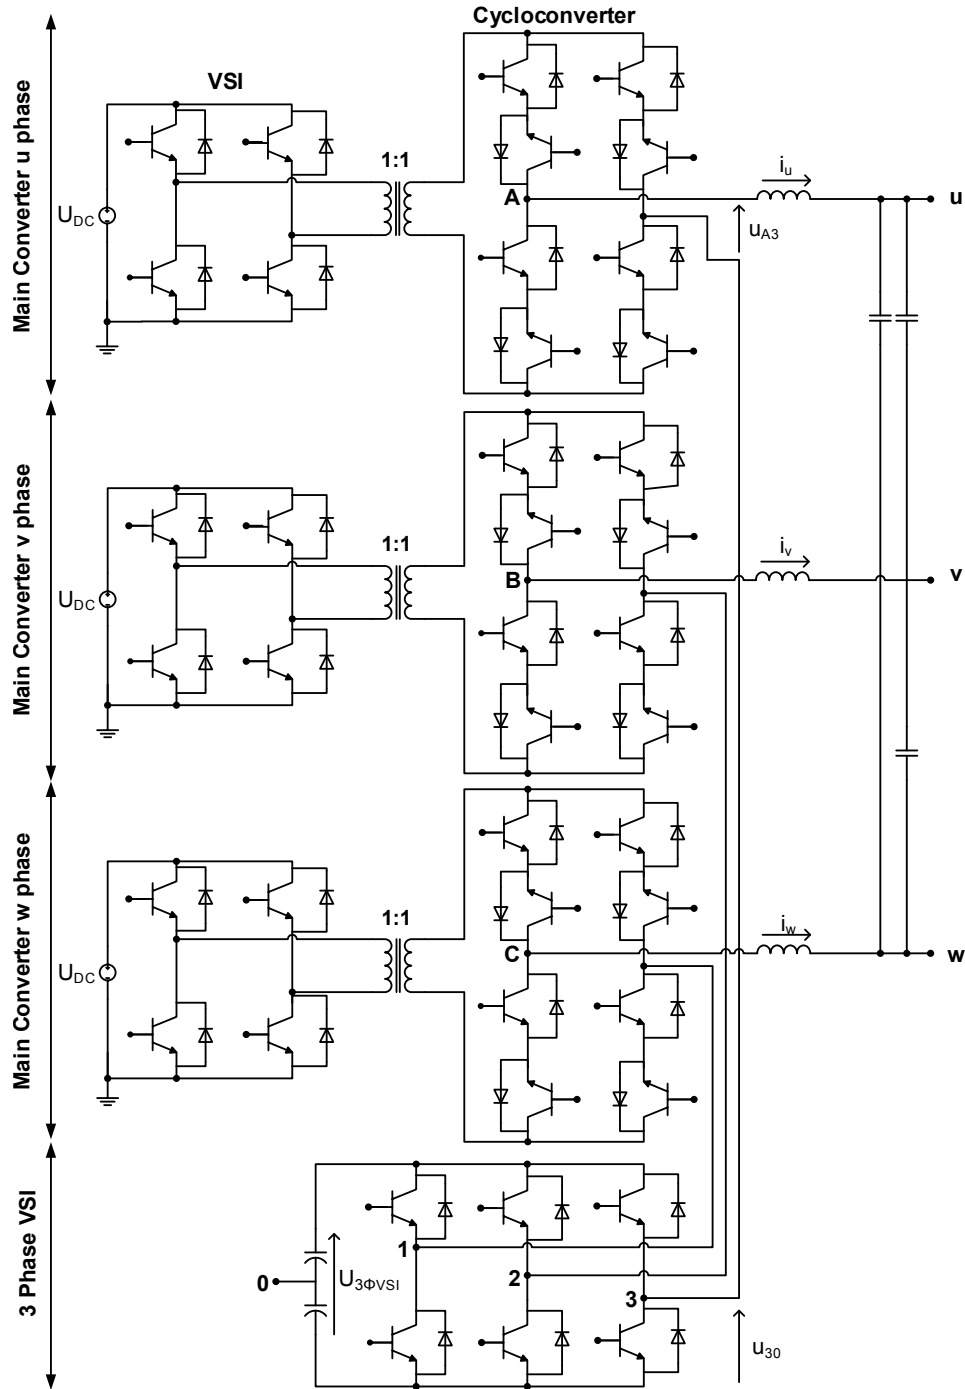 Cycloconverter
VSI
Main Converter u phase
1:1
U_DC
A
i_u
u
u_A3
Main Converter v phase
1:1
U_DC
B
i_v
v
Main Converter w phase
1:1
U_DC
C
i_w
w
3 Phase VSI
0
U_3ΦVSI
1
2
3
u_30